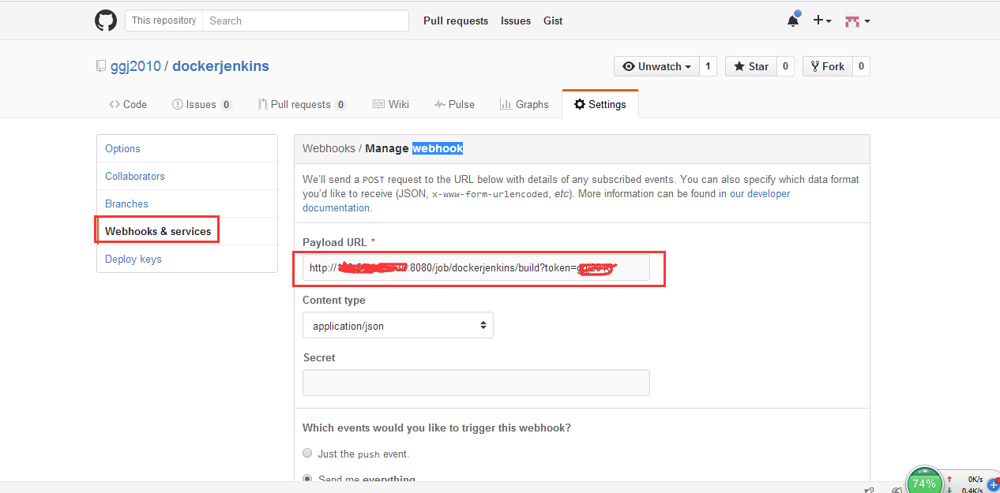 This repository Search Pull requests Issues Gist
ggj2010 / dockerjenkins
Unwatch 1 Star 0 Fork 0
Code Issues 0 Pull requests 0 Wiki Pulse Graphs Settings
Options
Collaborators
Branches
Webhooks & services
Deploy keys
Webhooks / Manage webhook
We'll send a POST request to the URL below with details of any subscribed events. You can also specify which data format
you'd like to receive (JSON, x-www-form-urlencoded, etc). More information can be found in our developer
documentation.
Payload URL *
http:// :8080/job/dockerjenkins/build?token=
Content type
application/json
Secret
Which events would you like to trigger this webhook?
Just the push event.
Send me everything.
74%
0K/s
0.4K/s